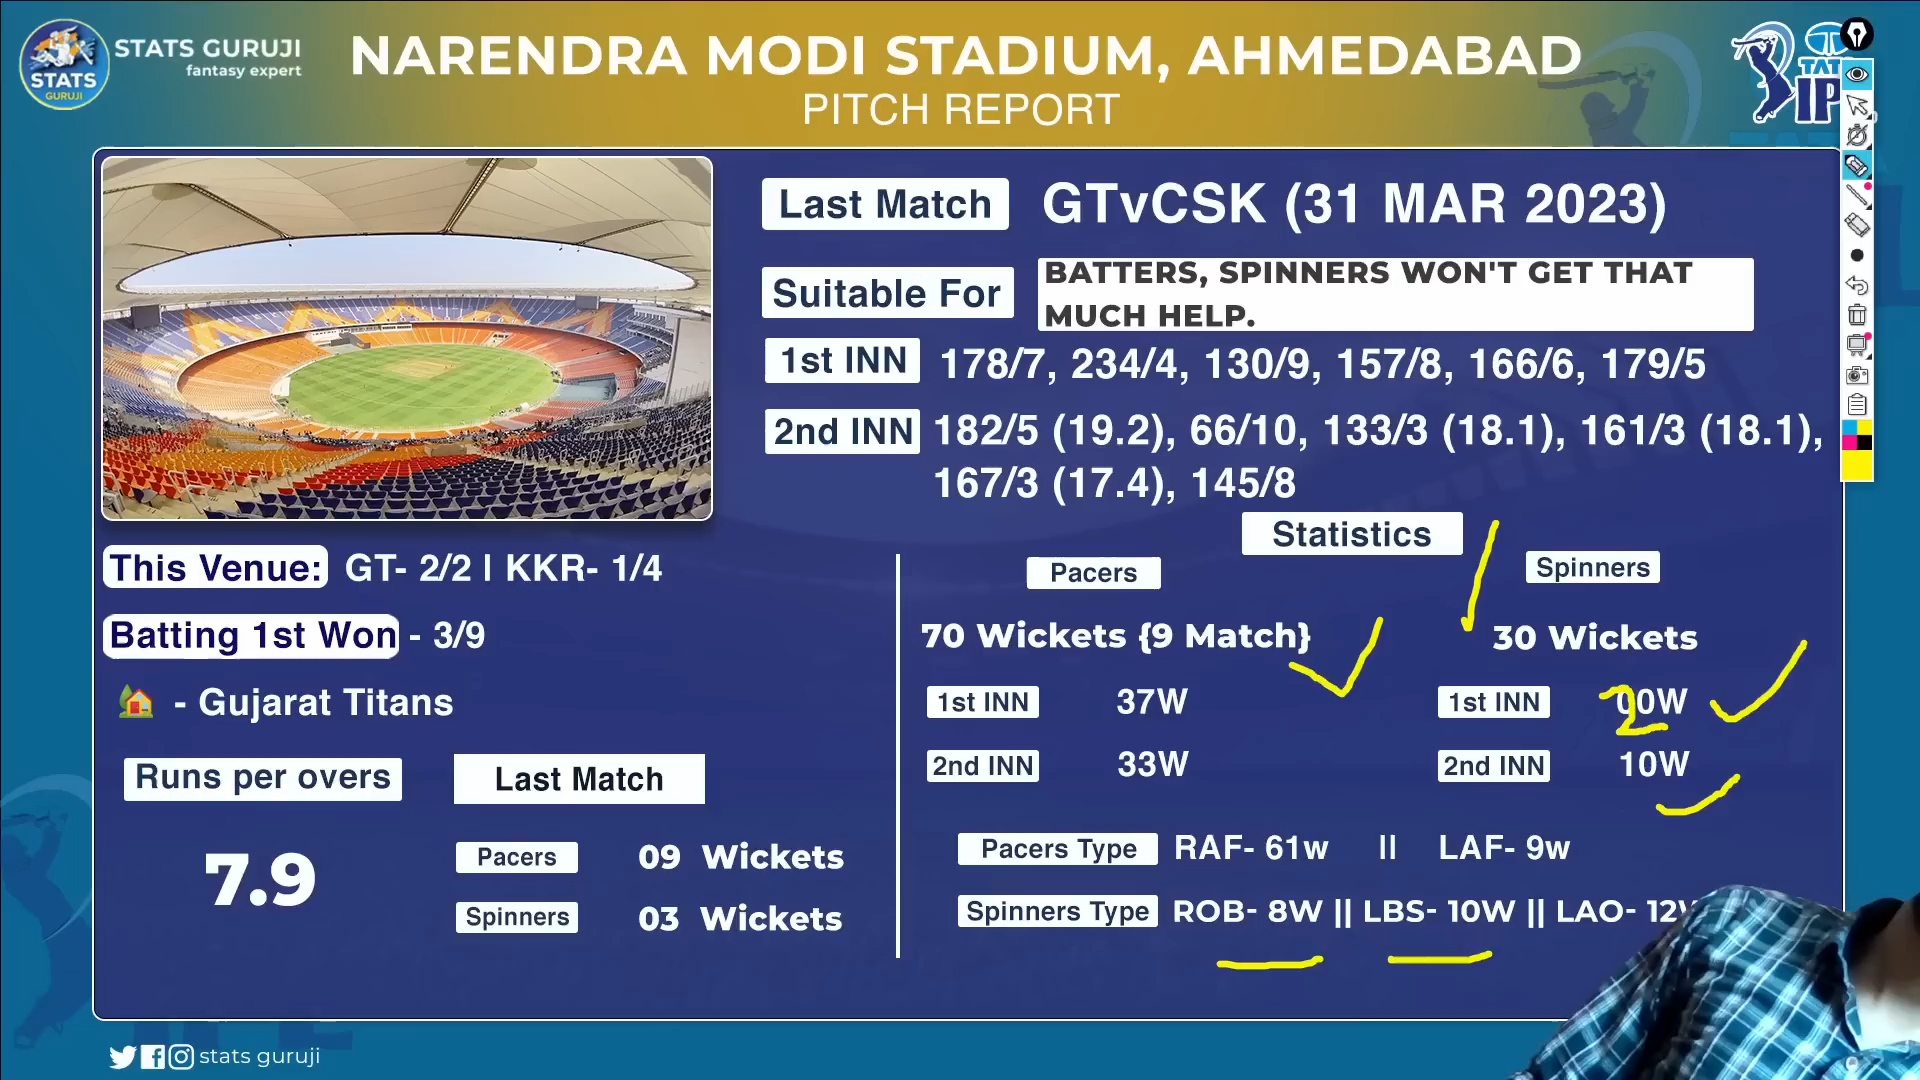 STATS GURUJI
fantasy expert
STATS
GURUJI
NARENDRA MODI STADIUM, AHMEDABAD
PITCH REPORT
TAT
IP
Last Match GTvCSK (31 MAR 2023)
Suitable For BATTERS, SPINNERS WON'T GET THAT
MUCH HELP.
1st INN 178/7, 234/4, 130/9, 157/8, 166/6, 179/5
2nd INN 182/5 (19.2), 66/10, 133/3 (18.1), 161/3 (18.1),
167/3 (17.4), 145/8
This Venue: GT- 2/2 | KKR- 1/4
Batting 1st Won - 3/9
- Gujarat Titans
Runs per overs
7.9
Last Match
Pacers 09 Wickets
Spinners 03 Wickets
Statistics
Pacers
70 Wickets {9 Match}
1st INN 37W
2nd INN 33W
Spinners
30 Wickets
1st INN 20W
2nd INN 10W
Pacers Type RAF- 61w || LAF- 9w
Spinners Type ROB- 8W || LBS- 10W || LAO- 12W
stats guruji